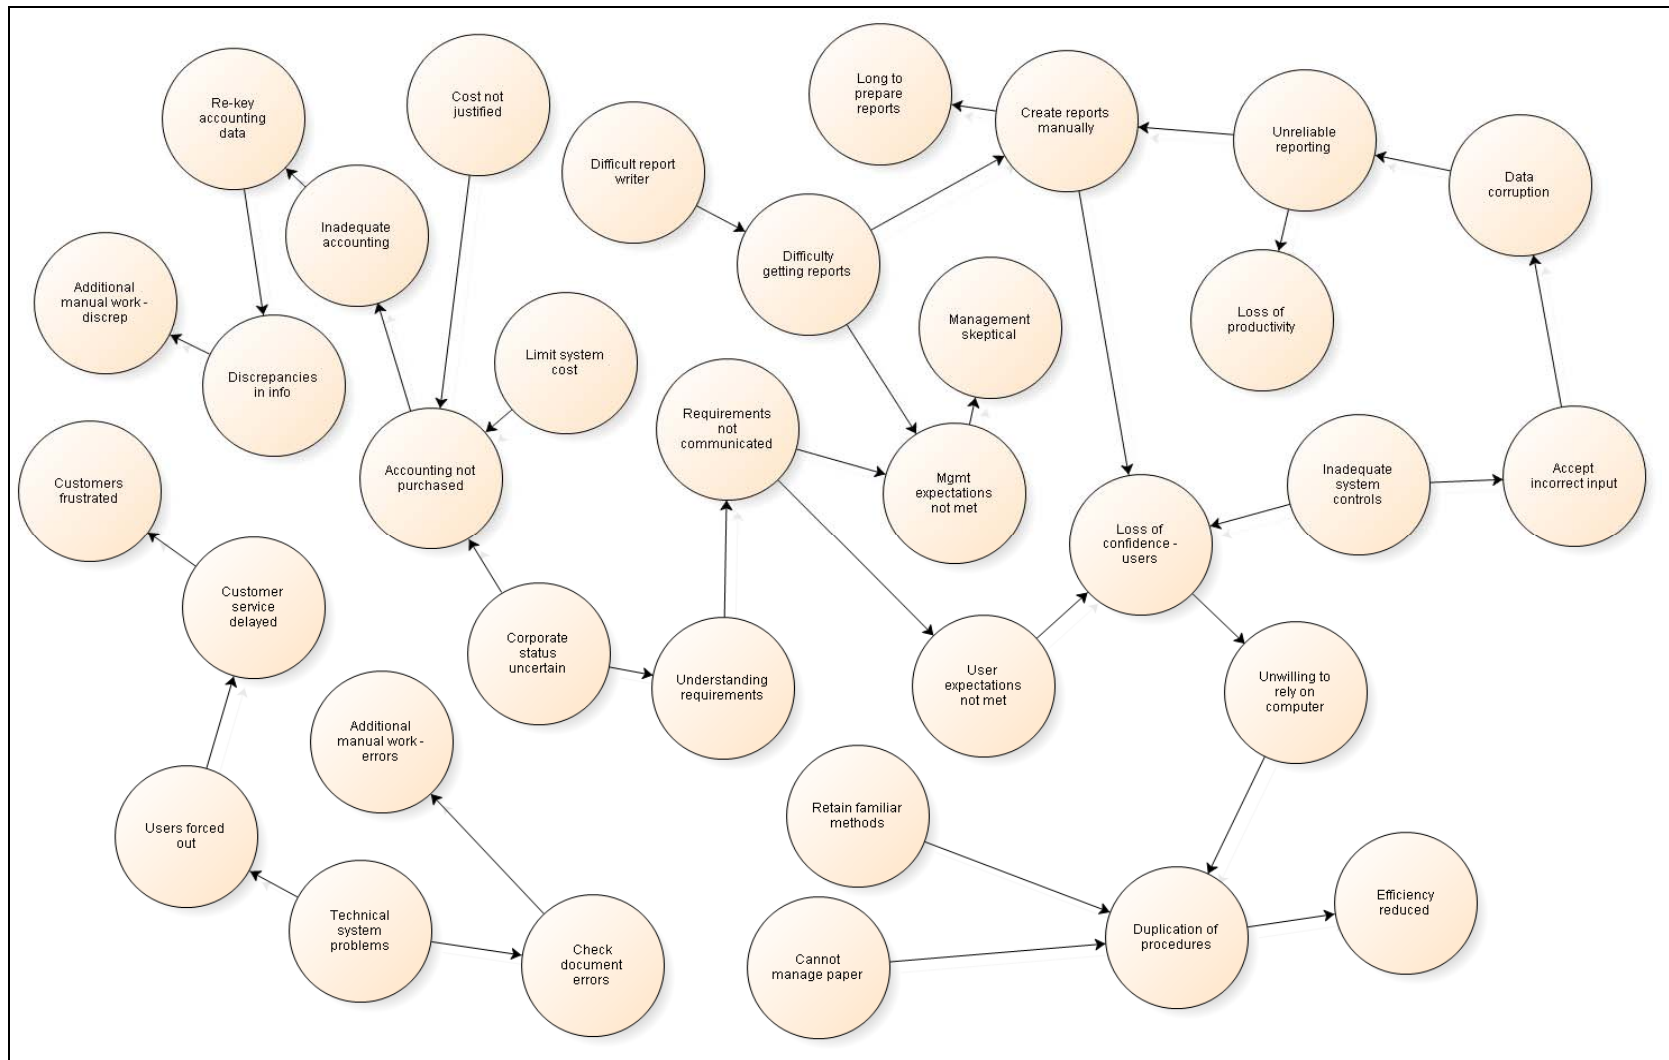 Re-key
accounting
data
Cost not
justified
Long to
prepare
reports
Create reports
manually
Unreliable
reporting
Difficult report
writer
Data
corruption
Inadequate
accounting
Difficulty
getting reports
Additional
manual work -
discrep
Management
skeptical
Loss of
productivity
Limit system
cost
Discrepancies
in info
Requirements
not
communicated
Customers
frustrated
Accounting not
purchased
Mgmt
expectations
not met
Inadequate
system
controls
Accept
incorrect input
Loss of
confidence -
users
Customer
service
delayed
Corporate
status
uncertain
Understanding
requirements
User
expectations
not met
Unwilling to
rely on
computer
Additional
manual work -
errors
Retain familiar
methods
Users forced
out
Technical
system
problems
Check
document
errors
Cannot
manage paper
Duplication of
procedures
Efficiency
reduced